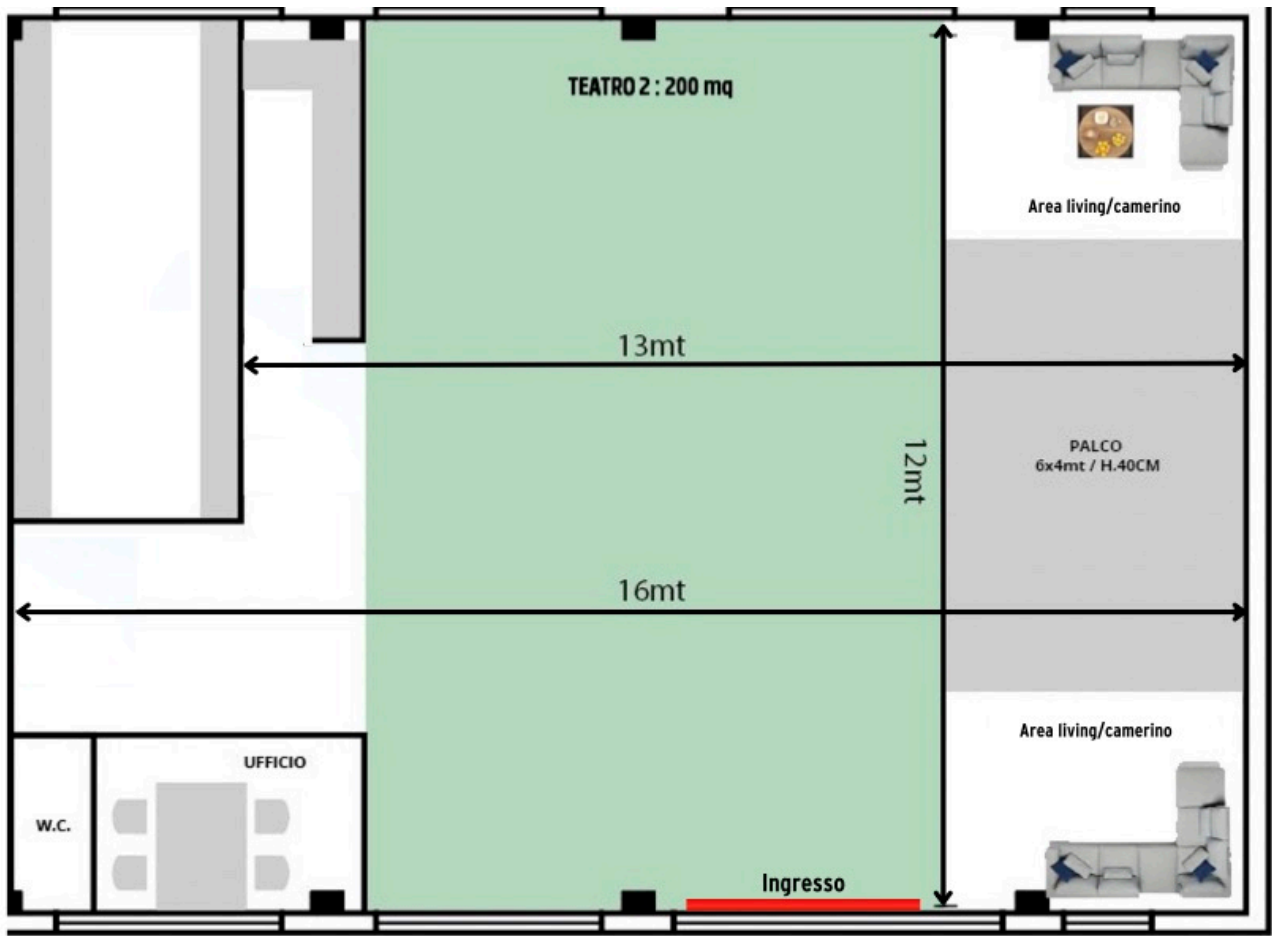 TEATRO 2 : 200 mq
Area living/camerino
13mt
12mt
PALCO
6x4mt / H.40CM
16mt
Area living/camerino
UFFICIO
W.C.
Ingresso